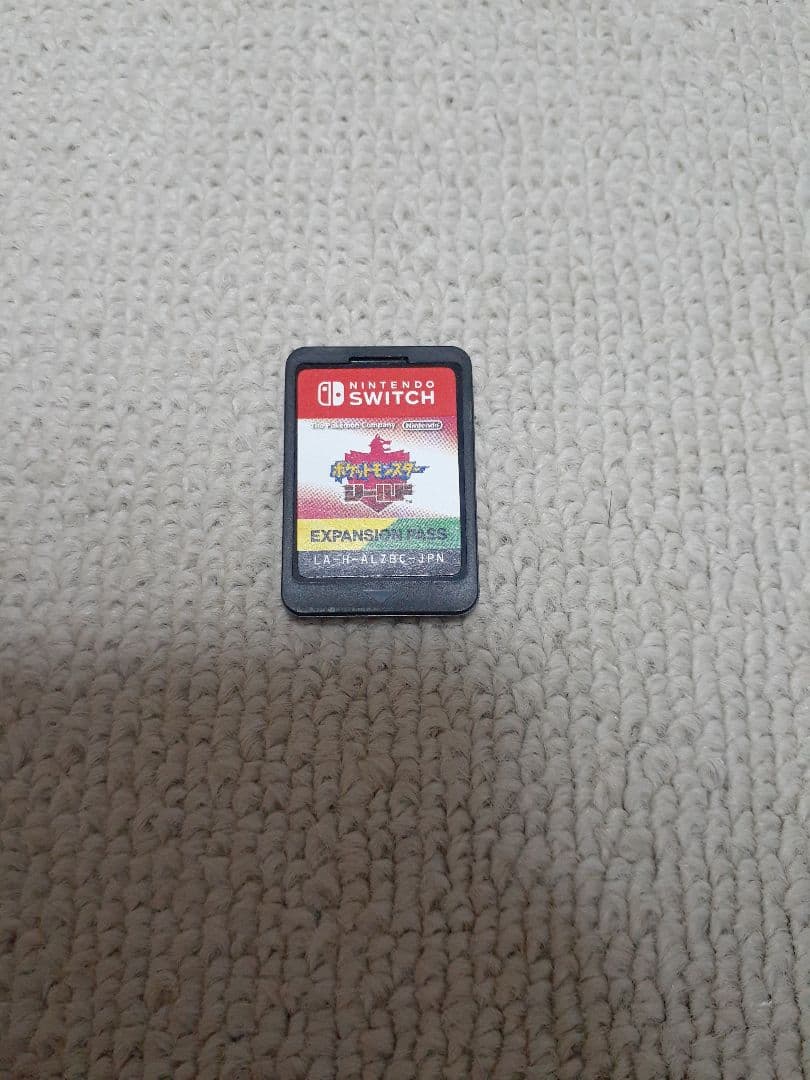 NINTENDO
SWITCH
The Pokémon Company Nintendo
ポケットモンスター
シールド
EXPANSION PASS
LA-H-ALZBC-JPN